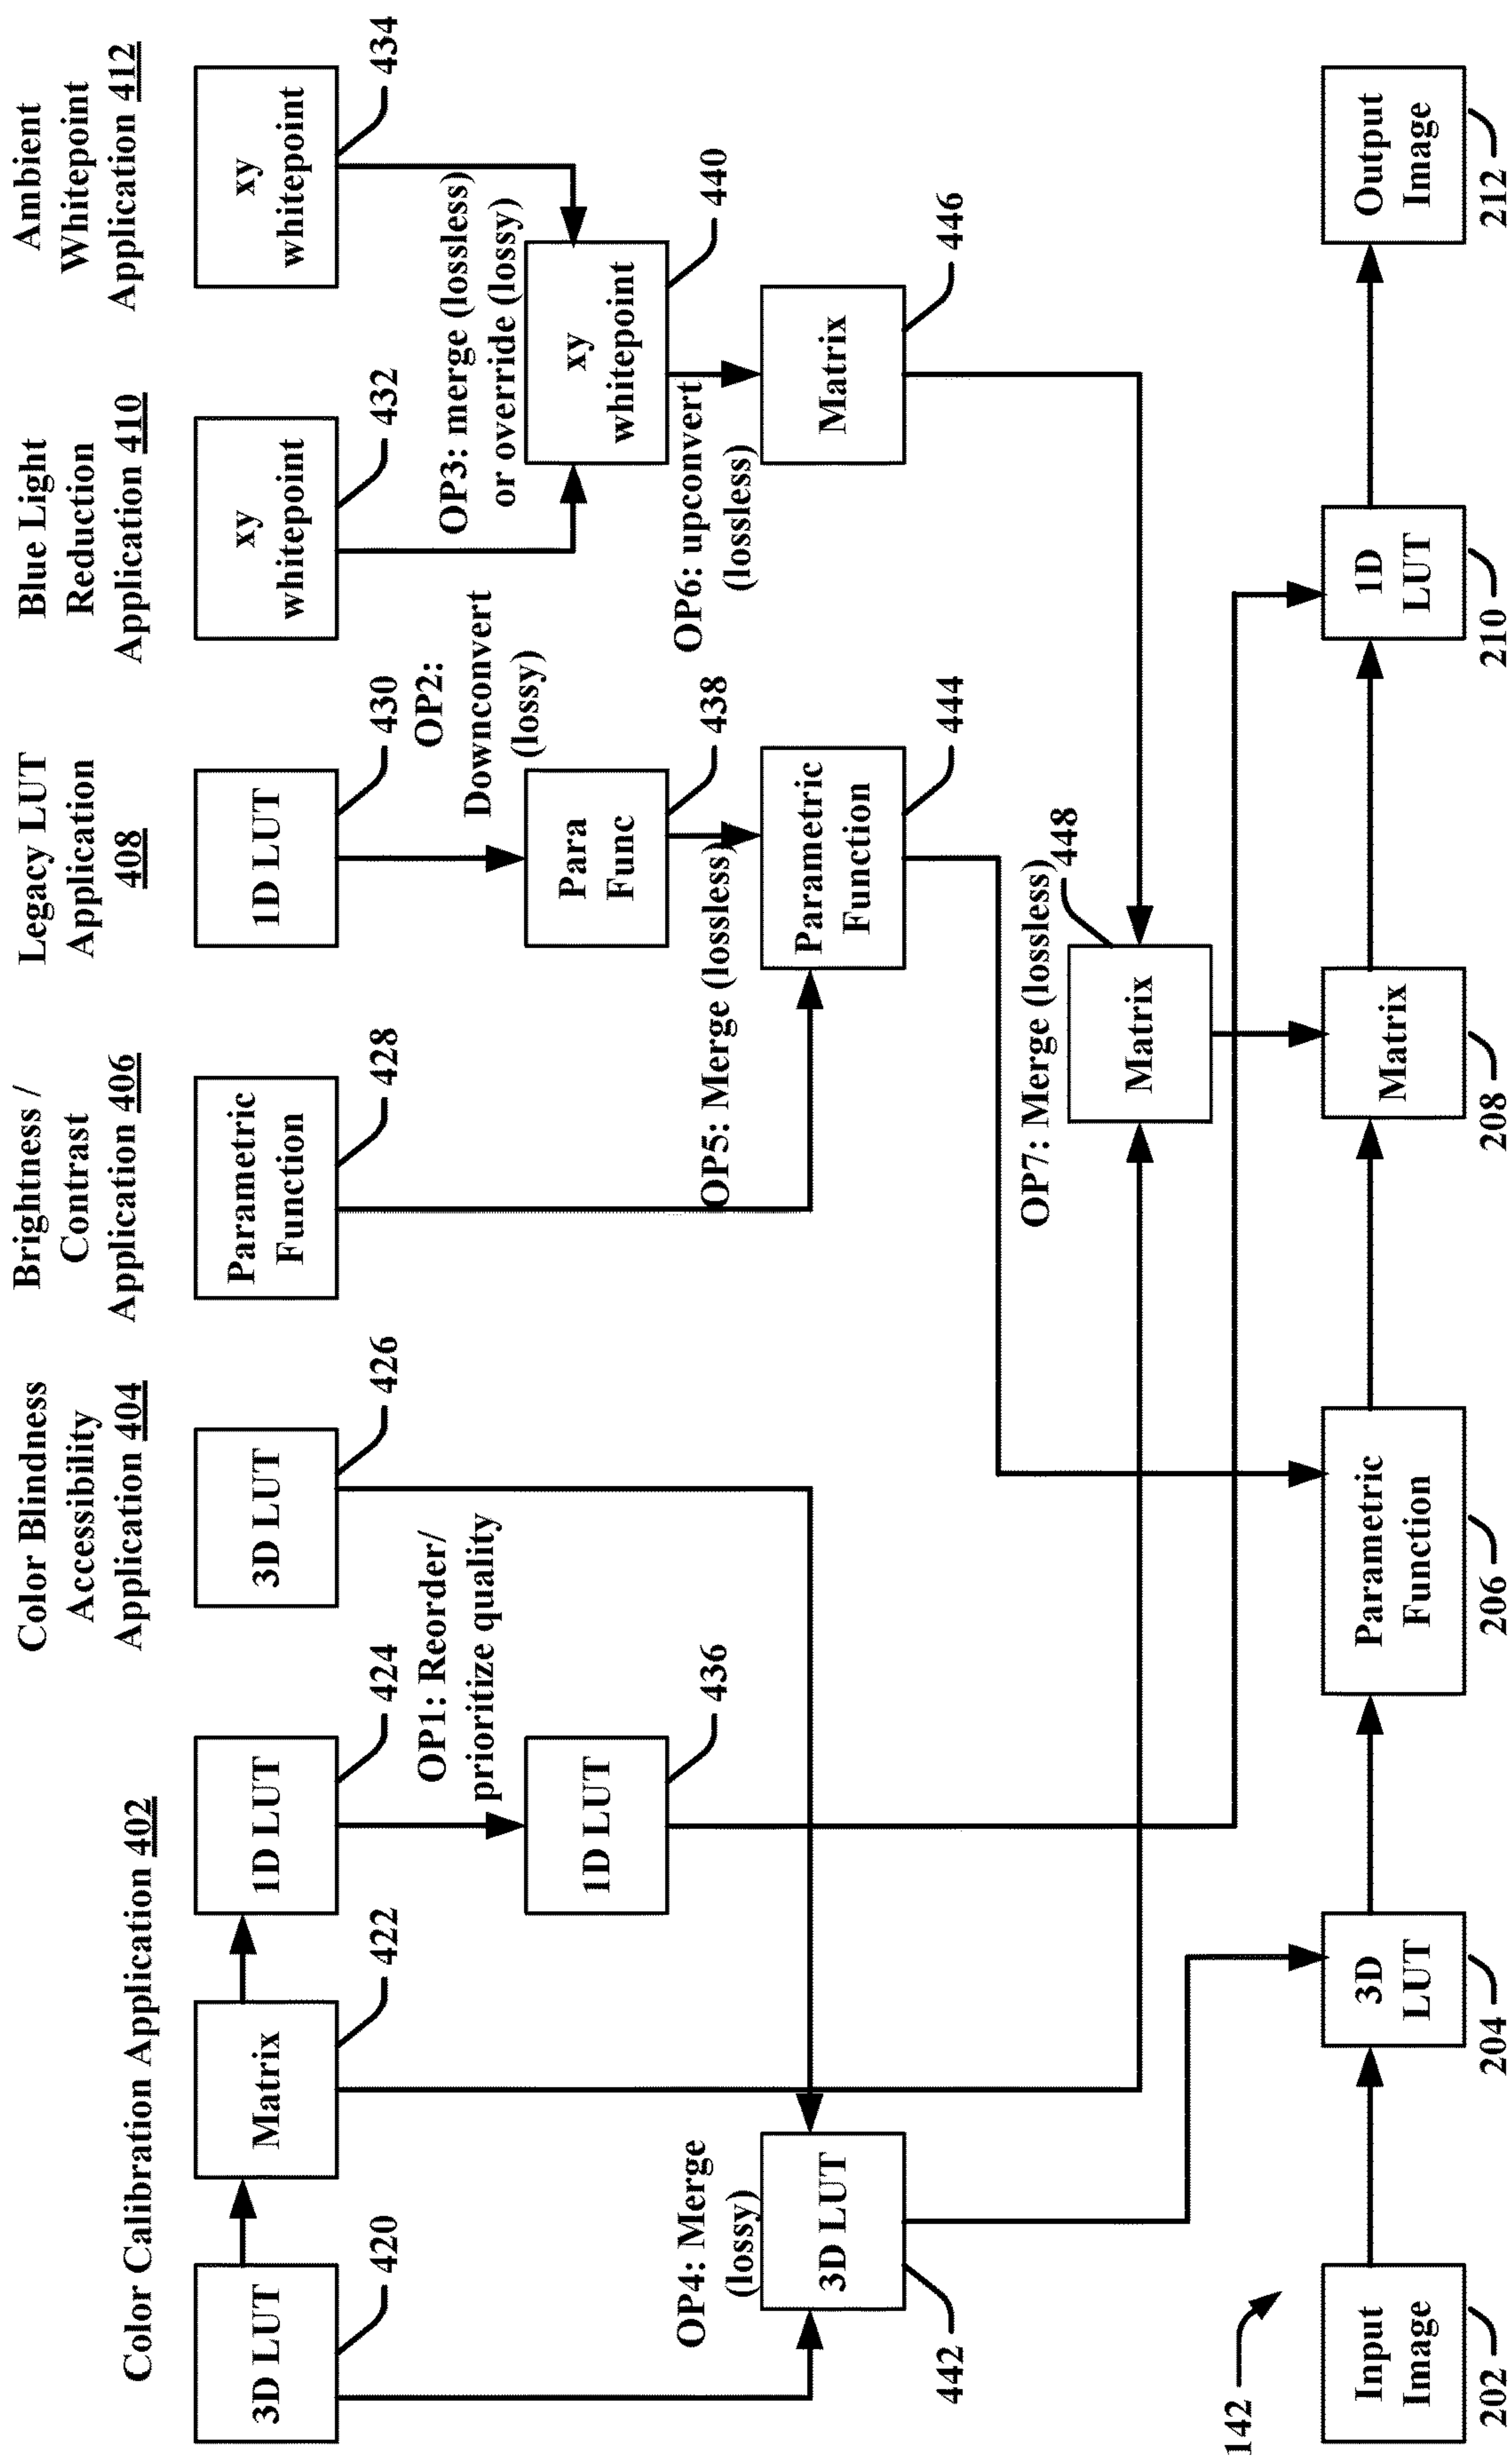 Color Calibration Application 402
Color Blindness
Accessibility
Application 404
Brightness /
Contrast
Application 406
Legacy LUT
Application
408
Blue Light
Reduction
Application 410
Ambient
Whitepoint
Application 412
3D LUT
420
Matrix
422
1D LUT
424
3D LUT
426
Parametric
Function
428
1D LUT
430
xy
whitepoint
432
xy
whitepoint
434
OP1: Reorder/
prioritize quality
OP2:
Downconvert
(lossy)
OP3: merge (lossless)
or override (lossy)
1D LUT
436
Para
Func
438
xy
whitepoint
440
OP4: Merge
(lossy)
OP5: Merge (lossless)
OP6: upconvert
(lossless)
3D LUT
442
Parametric
Function
444
Matrix
446
OP7: Merge (lossless)
448
Matrix
142
Input
Image
202
3D
LUT
204
Parametric
Function
206
Matrix
208
1D
LUT
210
Output
Image
212